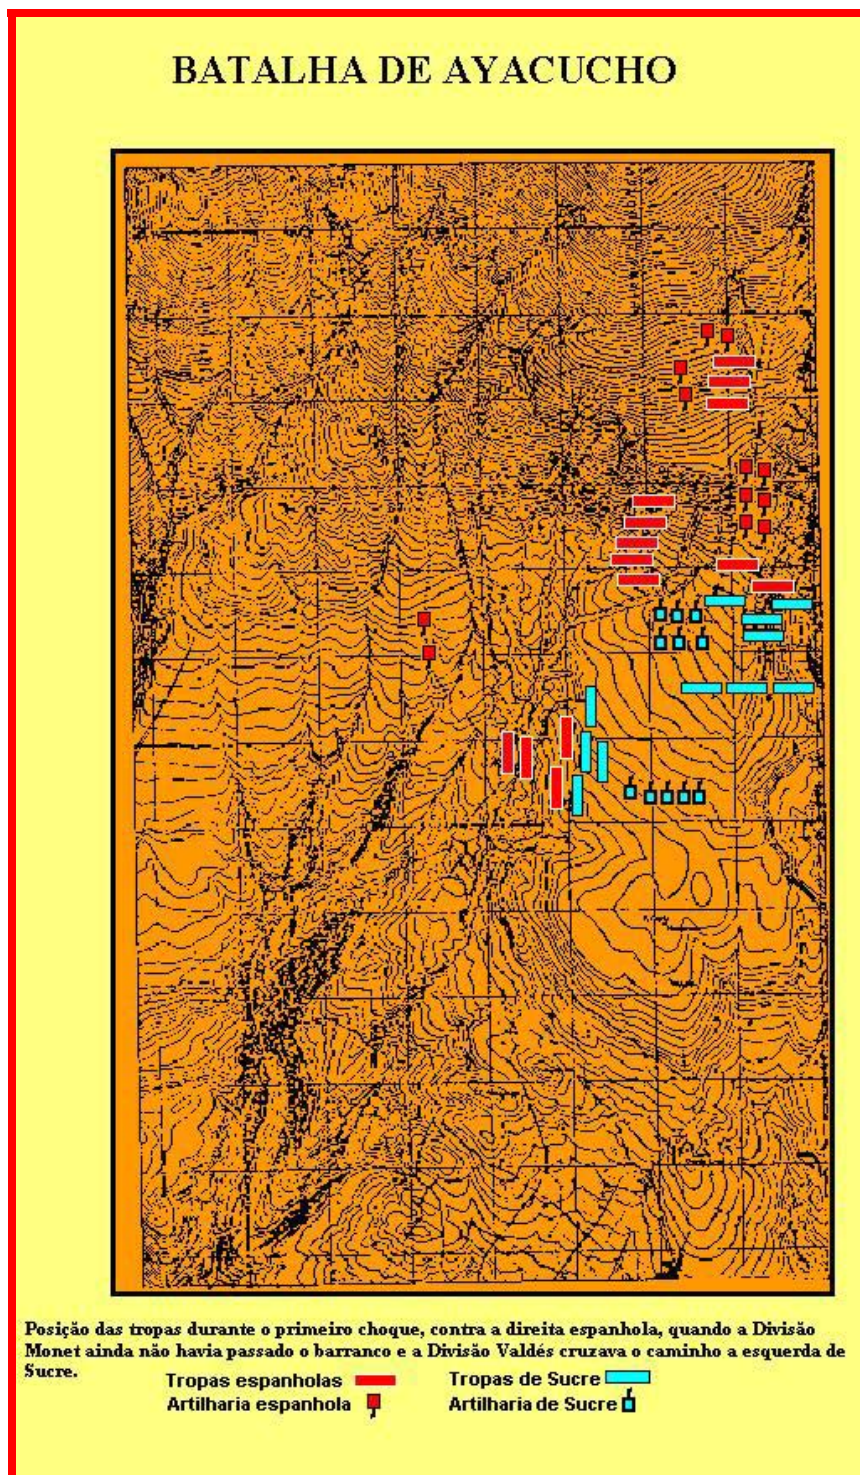 BATALHA DE AYACUCHO
Posição das tropas durante o primeiro choque, contra a direita espanhola, quando a Divisão
Monet ainda não havia passado o barranco e a Divisão Valdés cruzava o caminho a esquerda de
Sucre.
Tropas espanholas
Tropas de Sucre
Artilharia espanhola
Artilharia de Sucre